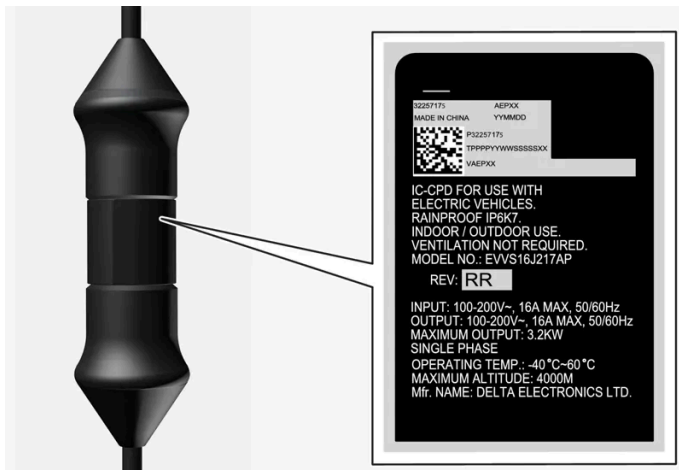 32257175 AEPXX
MADE IN CHINA YYMMDD
P32257175
TPPPPYYWWSSSSSXX
VAEPXX
IC-CPD FOR USE WITH
ELECTRIC VEHICLES.
RAINPROOF IP6K7.
INDOOR / OUTDOOR USE.
VENTILATION NOT REQUIRED.
MODEL NO.: EVVS16J217AP
REV: RR
INPUT: 100-200V~, 16A MAX, 50/60Hz
OUTPUT: 100-200V~, 16A MAX, 50/60Hz
MAXIMUM OUTPUT: 3.2KW
SINGLE PHASE
OPERATING TEMP.: -40°C~60°C
MAXIMUM ALTITUDE: 4000M
Mfr. NAME: DELTA ELECTRONICS LTD.